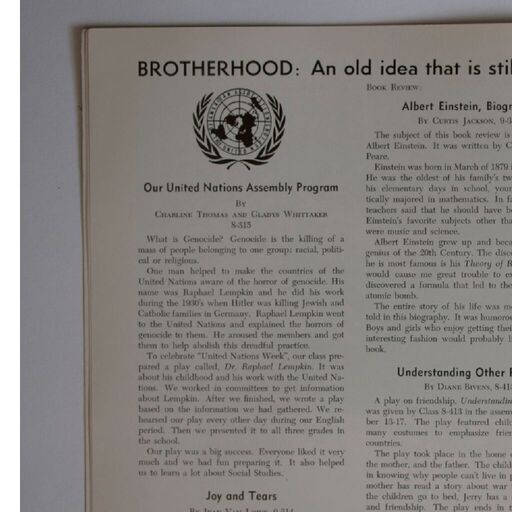 BROTHERHOOD: An old idea that is stil
Our United Nations Assembly Program
BY
CHARLINE THOMAS AND GLADYS WHITTAKER
8-315
What is Genocide? Genocide is the killing of a
mass of people belonging to one group: racial, politi-
cal or religious.
One man helped to make the countries of the
United Nations aware of the horror of genocide. His
name was Raphael Lempkin and he did his work
during the 1930's when Hitler was killing Jewish and
Catholic families in Germany. Raphael Lempkin went
to the United Nations and explained the horrors of
genocide to them. He aroused the members and got
them to help abolish this dreadful practice.
To celebrate "United Nations Week", our class pre-
pared a play called, Dr. Raphael Lempkin. It was
about his childhood and his work with the United Na-
tions. We worked in committees to get information
about Lempkin. After we finished, we wrote a play
based on the information we had gathered. We re-
hearsed our play every other day during our English
period. Then we presented it to all three grades in
the school.
Our play was a big success. Everyone liked it very
much and we had fun preparing it. It also helped
us to learn a lot about Social Studies.
Joy and Tears
BOOK REVIEW:
Albert Einstein, Biogr
BY CURTIS JACKSON, 9-3
The subject of this book review is
Albert Einstein. It was written by C
Peare.
Einstein was born in March of 1879 i
He was the oldest of his family's tw
his elementary days in school, your
tically majored in mathematics. In fa
teachers said that he should have be
Einstein's favorite subjects other tha
were music and science.
Albert Einstein grew up and beca
genius of the 20th Century. The disc
he is most famous is his Theory of R
would cause me great trouble to ex
discovered a formula that led to the
atomic bomb.
The entire story of his life was mo
told in this biography. It was humorou
Boys and girls who enjoy getting thei
interesting fashion would probably li
book.
Understanding Other P
BY DIANE BIVENS, 8-41
A play on friendship, Understandin
was given by Class 8-413 in the assem
ber 13-17. The play featured child
many costumes to emphasize frien
countries.
The play took place in the home o
the mother, and the father. The child
in knowing why people can't live in p
mother has read a story about war
the children go to bed, Jerry has a
and friendship. The play ends in t